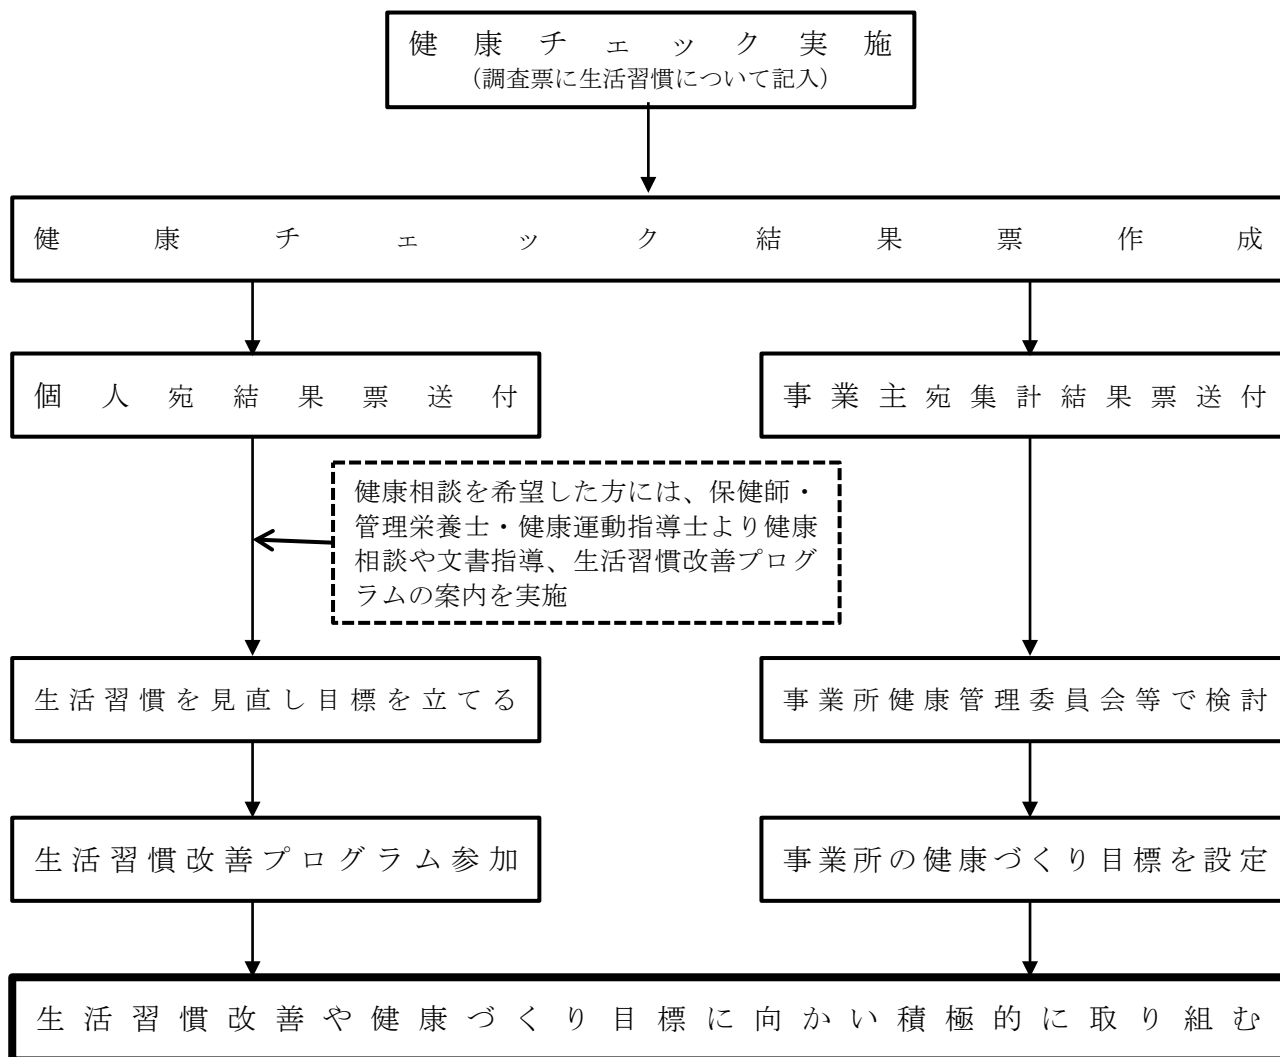 健康チェック実施
（調査票に生活習慣について記入）
健康チェック結果票作成
個人宛結果票送付
事業主宛集計結果票送付
健康相談を希望した方には、保健師・
管理栄養士・健康運動指導士より健康
相談や文書指導、生活習慣改善プログ
ラムの案内を実施
生活習慣を見直し目標を立てる
事業所健康管理委員会等で検討
生活習慣改善プログラム参加
事業所の健康づくり目標を設定
生活習慣改善や健康づくり目標に向かい積極的に取り組む